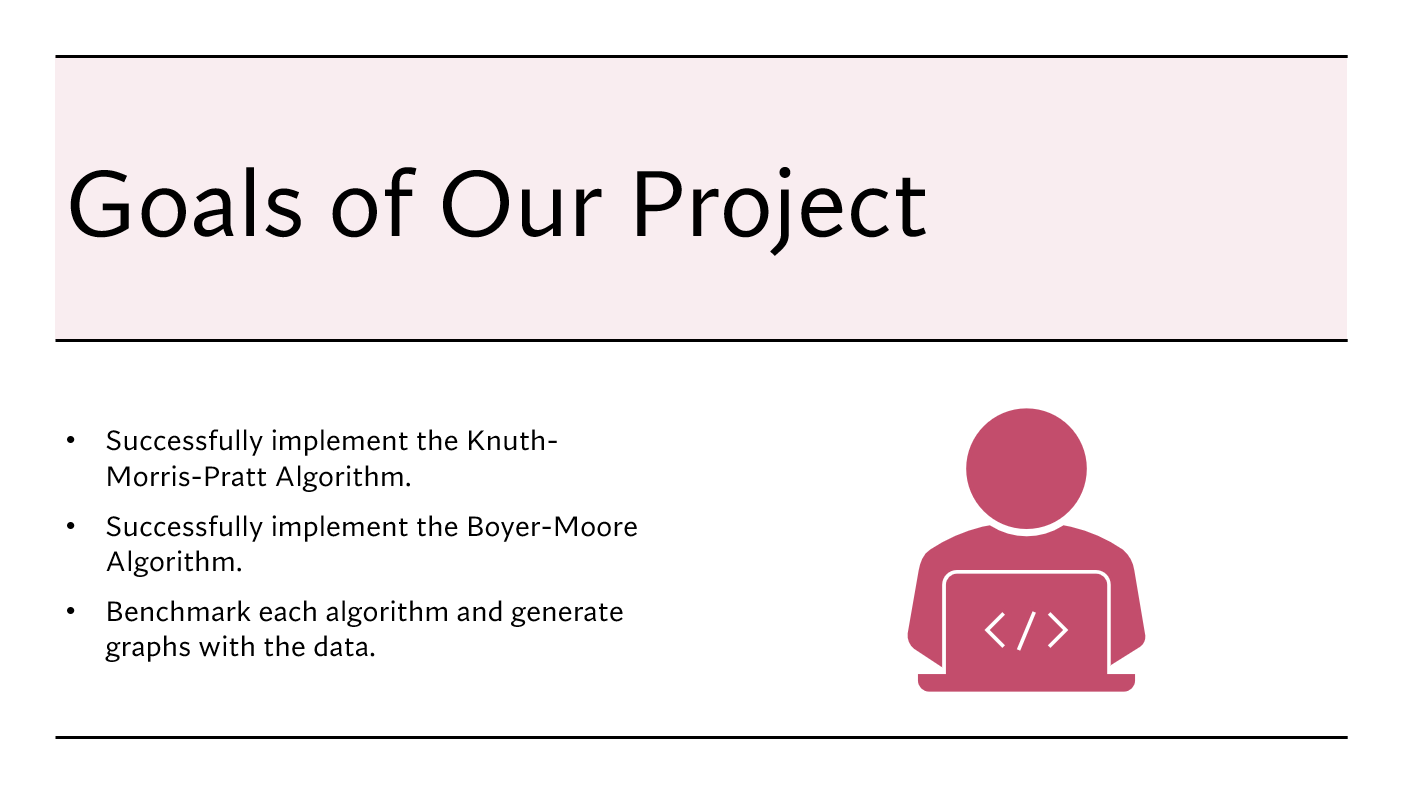 Goals of Our Project
• Successfully implement the Knuth-
Morris-Pratt Algorithm.
• Successfully implement the Boyer-Moore
Algorithm.
• Benchmark each algorithm and generate
graphs with the data.
</>